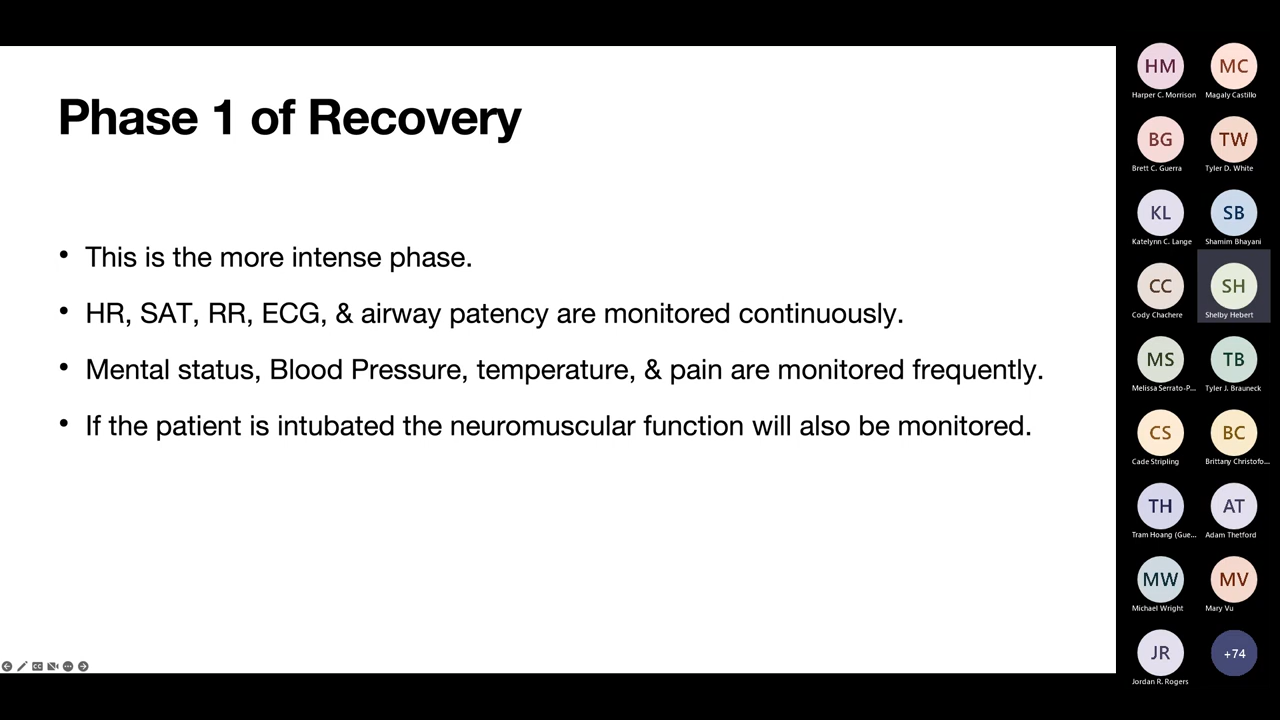 Phase 1 of Recovery
• This is the more intense phase.
• HR, SAT, RR, ECG, & airway patency are monitored continuously.
• Mental status, Blood Pressure, temperature, & pain are monitored frequently.
• If the patient is intubated the neuromuscular function will also be monitored.
HM MC
Harper C. Morrison Magaly Castillo
BG TW
Brett C. Guerra Tyler D. White
KL SB
Katelynn C. Lange Shamim Bhayani
CC SH
Cody Chachere Shelby Hebert
MS TB
Melissa Serrato-P... Tyler J. Brauneck
CS BC
Cade Stripling Brittany Christofo...
TH AT
Tram Hoang (Gue... Adam Thetford
MW MV
Michael Wright Mary Vu
JR +74
Jordan R. Rogers